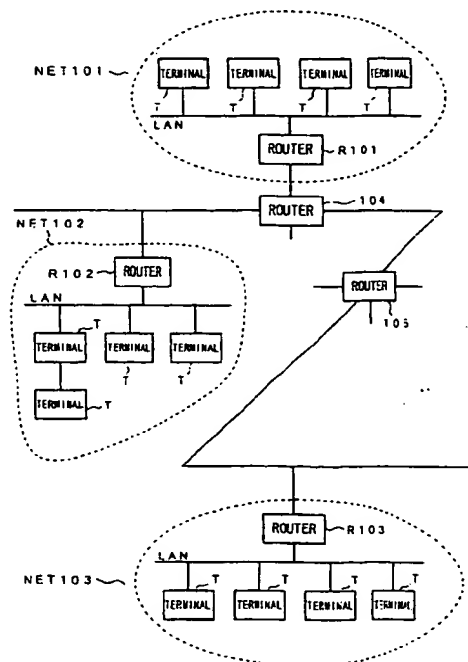 NET101
TERMINAL TERMINAL TERMINAL TERMINAL
T T T T
LAN
ROUTER R101
ROUTER 104
NET102
R102 ROUTER
LAN
ROUTER
105
T
TERMINAL TERMINAL TERMINAL
T T
TERMINAL T
ROUTER R103
LAN
NET103
T T T T
TERMINAL TERMINAL TERMINAL TERMINAL